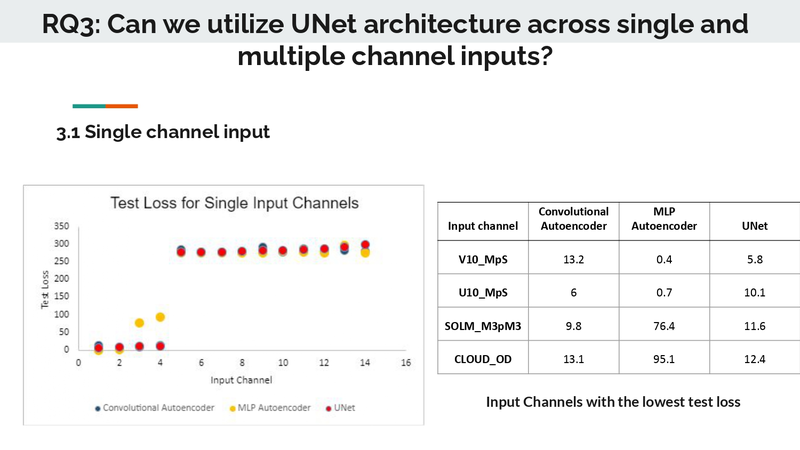 RQ3: Can we utilize UNet architecture across single and
multiple channel inputs?
3.1 Single channel input
Test Loss for Single Input Channels
Test Loss
350
300
250
200
150
100
50
0
0 2 4 6 8 10 12 14 16
Input Channel
Convolutional Autoencoder MLP Autoencoder UNet
Input channel Convolutional Autoencoder MLP Autoencoder UNet
V10_MpS 13.2 0.4 5.8
U10_MpS 6 0.7 10.1
SOLM_M3pM3 9.8 76.4 11.6
CLOUD_OD 13.1 95.1 12.4
Input Channels with the lowest test loss